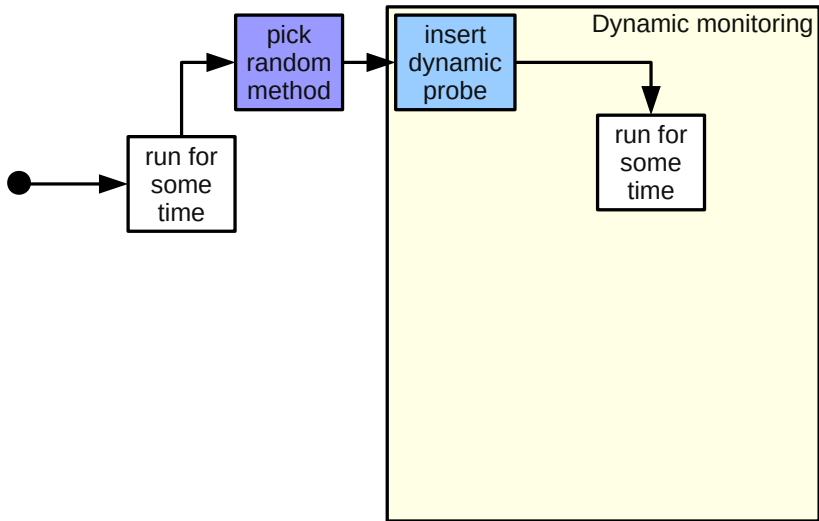 Dynamic monitoring
pick
random
method
insert
dynamic
probe
run for
some
time
run for
some
time